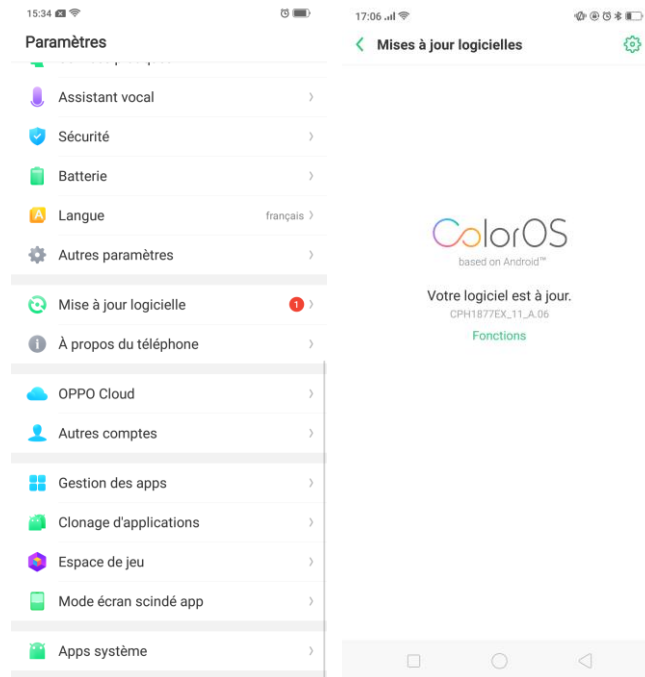 15:34
Paramètres
Assistant vocal
Sécurité
Batterie
Langue français
Autres paramètres
Mise à jour logicielle 1
À propos du téléphone
OPPO Cloud
Autres comptes
Gestion des apps
Clonage d'applications
Espace de jeu
Mode écran scindé app
Apps système
17:06
Mises à jour logicielles
ColorOS
based on Android™
Votre logiciel est à jour.
CPH1877EX_11_A.06
Fonctions